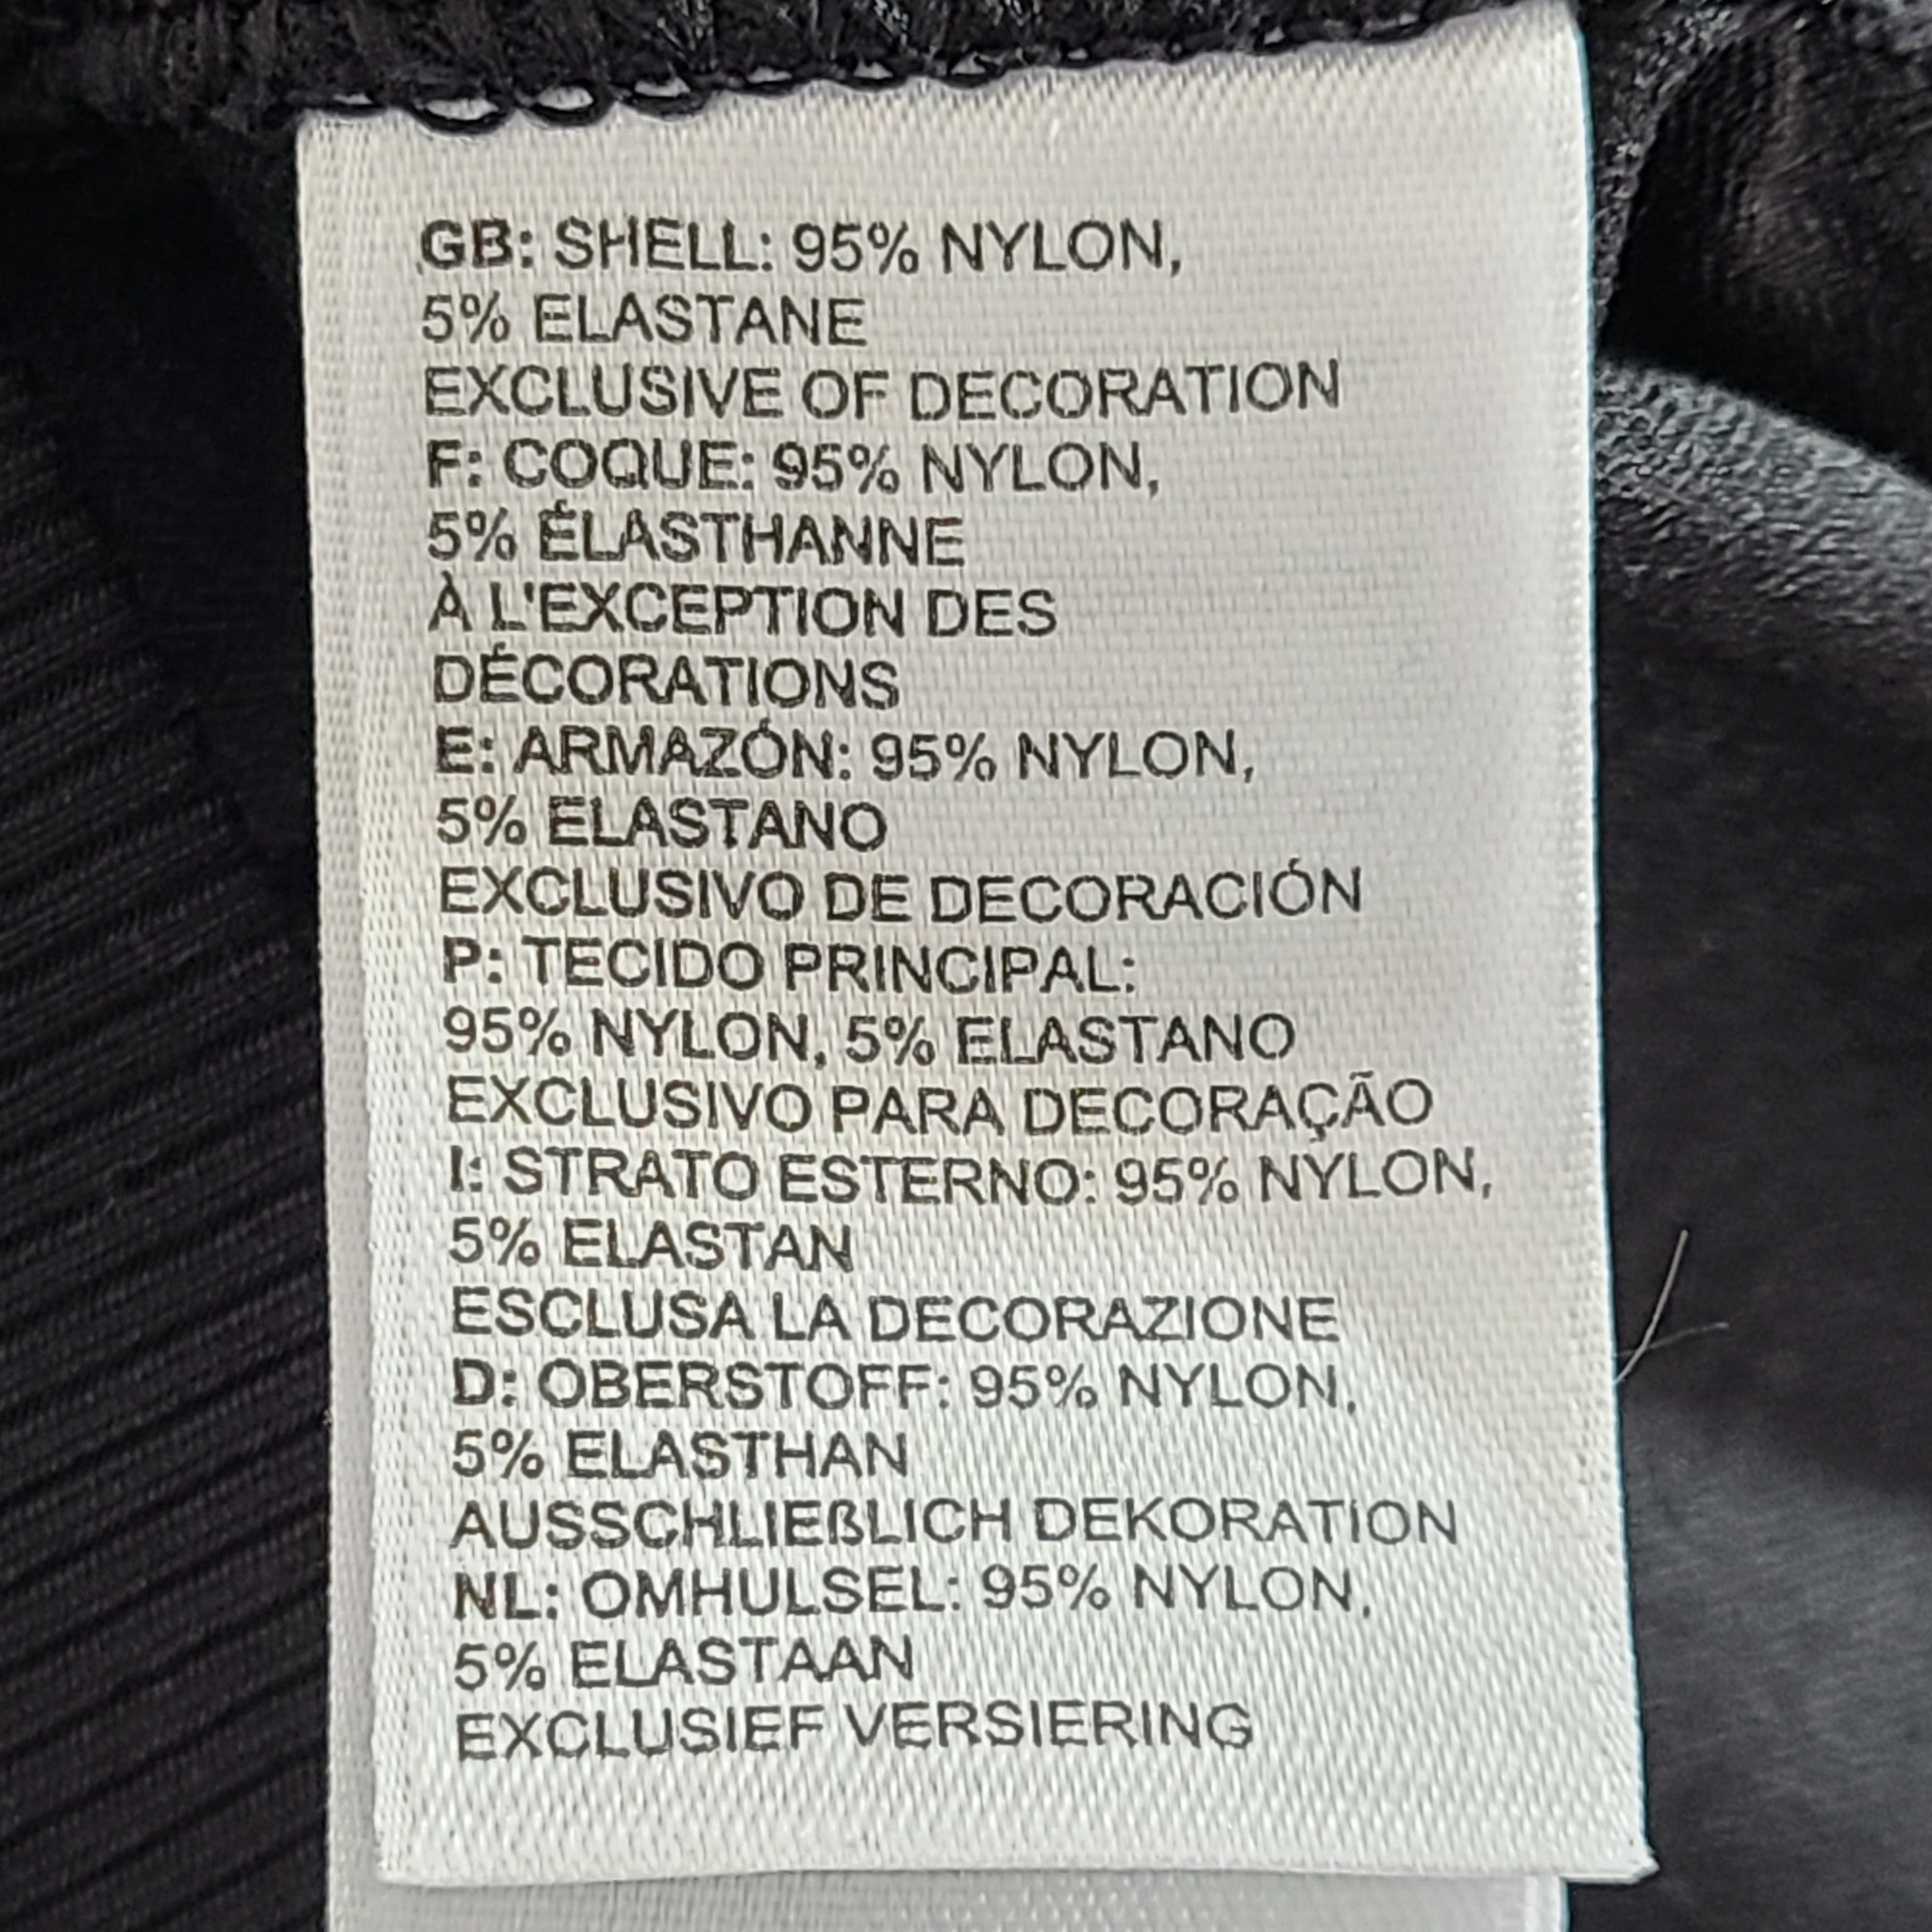 GB: SHELL: 95% NYLON,
5% ELASTANE
EXCLUSIVE OF DECORATION
F: COQUE: 95% NYLON,
5% ÉLASTHANNE
À L'EXCEPTION DES
DÉCORATIONS
E: ARMAZÓN: 95% NYLON,
5% ELASTANO
EXCLUSIVO DE DECORACIÓN
P: TECIDO PRINCIPAL:
95% NYLON, 5% ELASTANO
EXCLUSIVO PARA DECORAÇÃO
I: STRATO ESTERNO: 95% NYLON,
5% ELASTAN
ESCLUSA LA DECORAZIONE
D: OBERSTOFF: 95% NYLON,
5% ELASTHAN
AUSSCHLIEßLICH DEKORATION
NL: OMHULSEL: 95% NYLON,
5% ELASTAAN
EXCLUSIEF VERSIERING